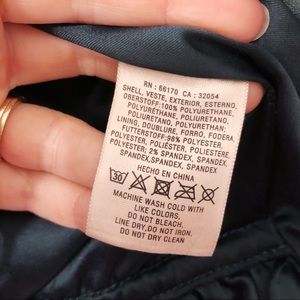 RN : 66170 CA : 32054
SHELL, VESTE, EXTERIOR, ESTERNO,
OBERSTOFF:100% POLYURETHANE,
POLYURETHANE, POLIURETANO,
POLIURETANO, POLYURETHAN;
LINING, DOUBLURE, FORRO, FODERA
FUTTERSTOFF:98% POLYESTER,
POLYESTER, POLIÉSTER, POLIESTERE,
POLYESTER; 2% SPANDEX, SPANDEX
SPANDEX,SPANDEX, SPANDEX
HECHO EN CHINA
30
MACHINE WASH COLD WITH
LIKE COLORS,
DO NOT BLEACH,
LINE DRY,DO NOT IRON,
DO NOT DRY CLEAN